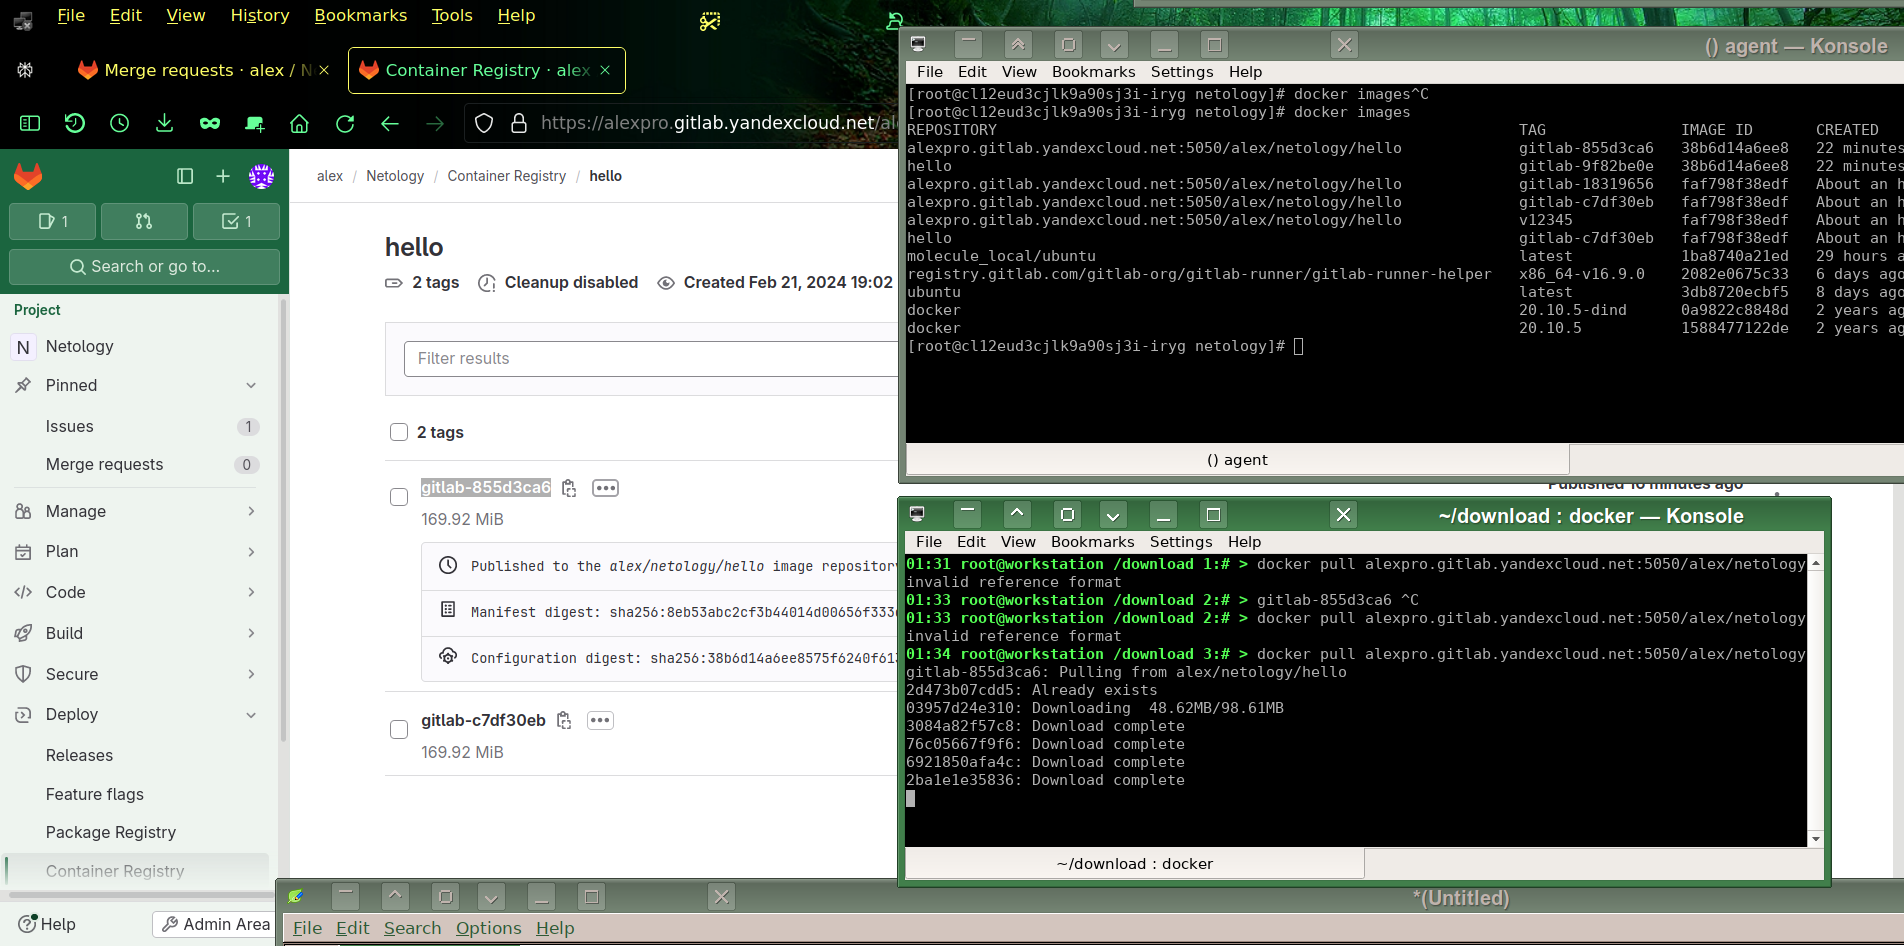 File Edit View History Bookmarks Tools Help
Merge requests · alex / N
Container Registry · alex
https://alexpro.gitlab.yandexcloud.net/al
1
1
Search or go to...
Project
N Netology
Pinned
Issues 1
Merge requests 0
Manage
Plan
Code
Build
Secure
Deploy
Releases
Feature flags
Package Registry
Container Registry
Help
Admin Area
alex / Netology / Container Registry / hello
hello
2 tags Cleanup disabled Created Feb 21, 2024 19:02
Filter results
2 tags
gitlab-855d3ca6
169.92 MiB
Published to the alex/netology/hello image repository
Manifest digest: sha256:8eb53abc2cf3b44014d00656f333
Configuration digest: sha256:38b6d14a6ee8575f6240f61
gitlab-c7df30eb
169.92 MiB
Published 10 minutes ago
() agent — Konsole
File Edit View Bookmarks Settings Help
[root@cl12eud3cjlk9a90sj3i-iryg netology]# docker images^C
[root@cl12eud3cjlk9a90sj3i-iryg netology]# docker images
REPOSITORY TAG IMAGE ID CREATED
alexpro.gitlab.yandexcloud.net:5050/alex/netology/hello gitlab-855d3ca6 38b6d14a6ee8 22 minutes
hello gitlab-9f82be0e 38b6d14a6ee8 22 minutes
alexpro.gitlab.yandexcloud.net:5050/alex/netology/hello gitlab-18319656 faf798f38edf About an h
alexpro.gitlab.yandexcloud.net:5050/alex/netology/hello gitlab-c7df30eb faf798f38edf About an h
alexpro.gitlab.yandexcloud.net:5050/alex/netology/hello v12345 faf798f38edf About an h
hello gitlab-c7df30eb faf798f38edf About an h
molecule_local/ubuntu latest 1ba8740a21ed 29 hours a
registry.gitlab.com/gitlab-org/gitlab-runner/gitlab-runner-helper x86_64-v16.9.0 2082e0675c33 6 days ago
ubuntu latest 3db8720ecbf5 8 days ago
docker 20.10.5-dind 0a9822c8848d 2 years ag
docker 20.10.5 1588477122de 2 years ag
[root@cl12eud3cjlk9a90sj3i-iryg netology]#
() agent
~/download : docker — Konsole
File Edit View Bookmarks Settings Help
01:31 root@workstation /download 1:# > docker pull alexpro.gitlab.yandexcloud.net:5050/alex/netology
invalid reference format
01:33 root@workstation /download 2:# > gitlab-855d3ca6 ^C
01:33 root@workstation /download 2:# > docker pull alexpro.gitlab.yandexcloud.net:5050/alex/netology
invalid reference format
01:34 root@workstation /download 3:# > docker pull alexpro.gitlab.yandexcloud.net:5050/alex/netology
gitlab-855d3ca6: Pulling from alex/netology/hello
2d473b07cdd5: Already exists
03957d24e310: Downloading 48.62MB/98.61MB
3084a82f57c8: Download complete
76c05667f9f6: Download complete
6921850afa4c: Download complete
2ba1e1e35836: Download complete
~/download : docker
*(Untitled)
File Edit Search Options Help